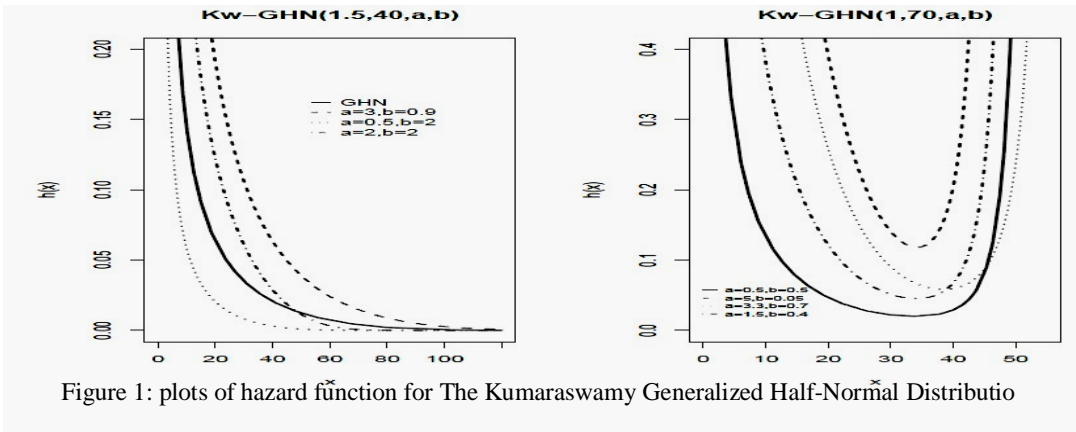 Kw-GHN(1.5,40,a,b)
h(x)
0.20
0.15
0.10
0.05
0.00
GHN
a=3,b=0.9
a=0.5,b=2
a=2,b=2
0 20 40 60 80 100
x
Kw-GHN(1,70,a,b)
h(x)
0.4
0.3
0.2
0.1
0.0
a=0.5,b=0.5
a=5,b=0.05
a=3.3,b=0.7
a=1.5,b=0.4
0 10 20 30 40 50
x
Figure 1: plots of hazard function for The Kumaraswamy Generalized Half-Normal Distributio